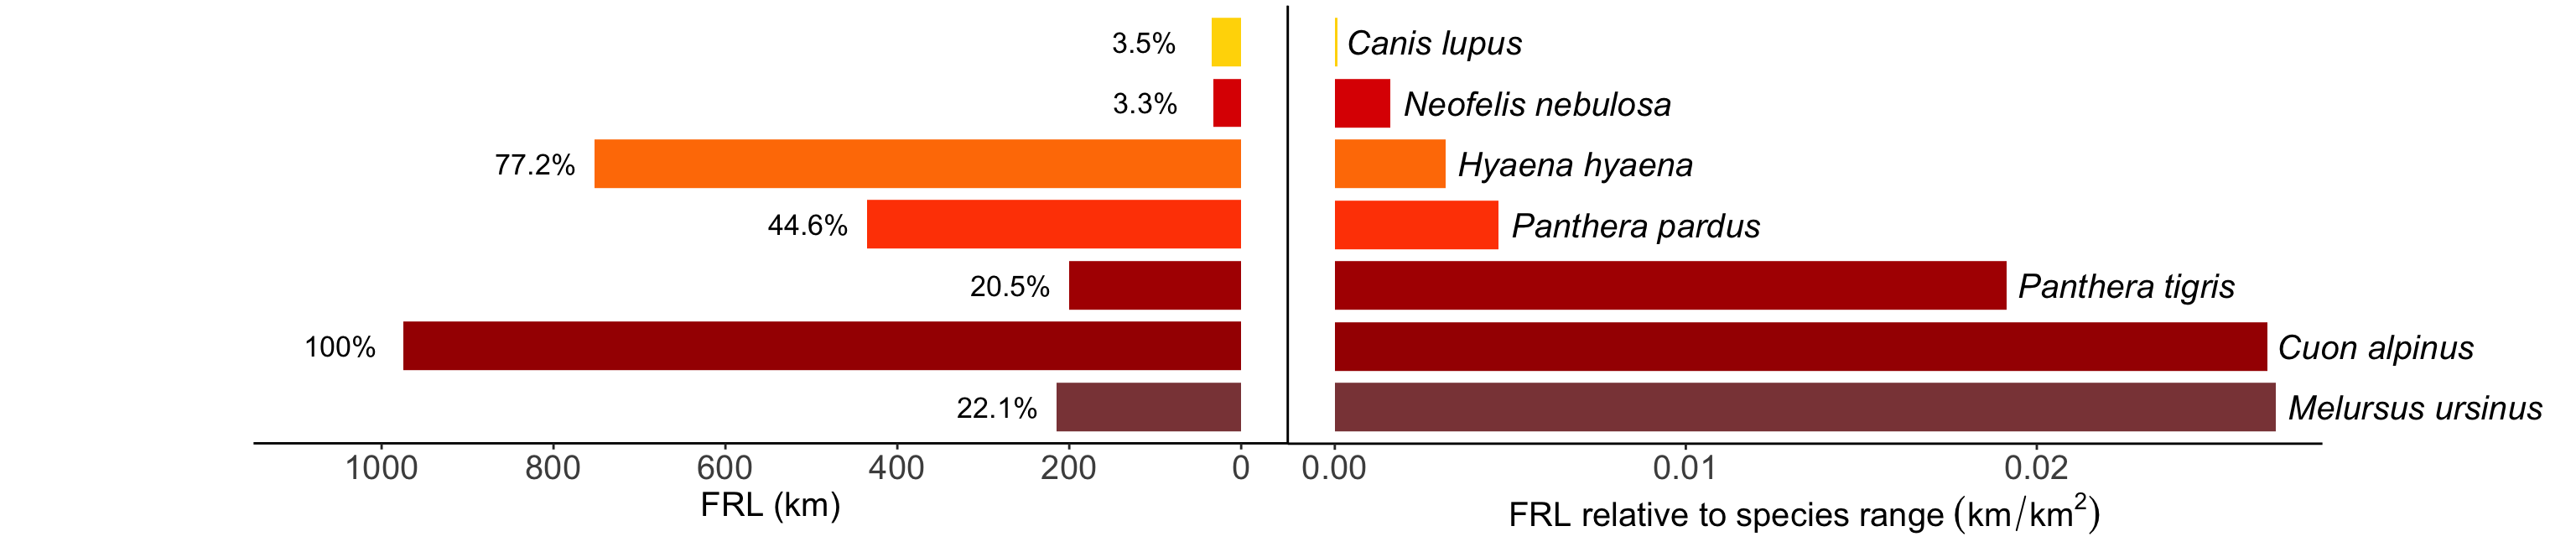 3.5% Canis lupus
3.3% Neofelis nebulosa
77.2% Hyaena hyaena
44.6% Panthera pardus
20.5% Panthera tigris
100% Cuon alpinus
22.1% Melursus ursinus
1000 800 600 400 200 0 0.00 0.01 0.02
FRL (km) FRL relative to species range (km/km²)